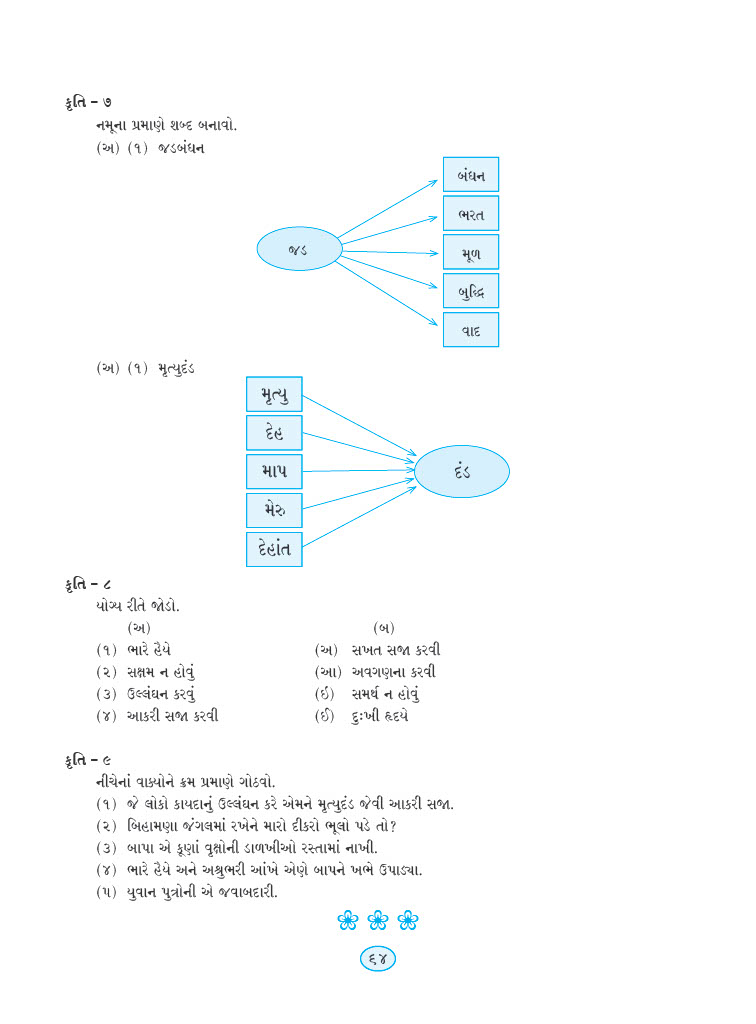 કૃતિ – ૭
નમૂના પ્રમાણે શબ્દ બનાવો.
(અ) (૧) જડબંધન
બંધન
ભરત
જડ
મૂળ
બુદ્ધિ
વાદ
(અ) (૧) મૃત્યુદંડ
મૃત્યુ
દેહ
માપ
દંડ
મેરુ
દેહાંત
કૃતિ – ૮
યોગ્ય રીતે જોડો.
(અ) (બ)
(૧) ભારે હૈયે (અ) સખત સજા કરવી
(૨) સક્ષમ ન હોવું (આ) અવગણના કરવી
(૩) ઉલ્લંઘન કરવું (ઇ) સમર્થ ન હોવું
(૪) આકરી સજા કરવી (ઈ) દુઃખી હૃદયે
કૃતિ – ૯
નીચેનાં વાક્યોને ક્રમ પ્રમાણે ગોઠવો.
(૧) જે લોકો કાયદાનું ઉલ્લંઘન કરે એમને મૃત્યુદંડ જેવી આકરી સજા.
(૨) બિહામણા જંગલમાં રખેને મારો દીકરો ભૂલો પડે તો?
(૩) બાપા એ કૂણાં વૃક્ષોની ડાળખીઓ રસ્તામાં નાખી.
(૪) ભારે હૈયે અને અશ્રુભરી આંખે એણે બાપને ખભે ઉપાડ્યા.
(૫) યુવાન પુત્રોની એ જવાબદારી.
૬૪